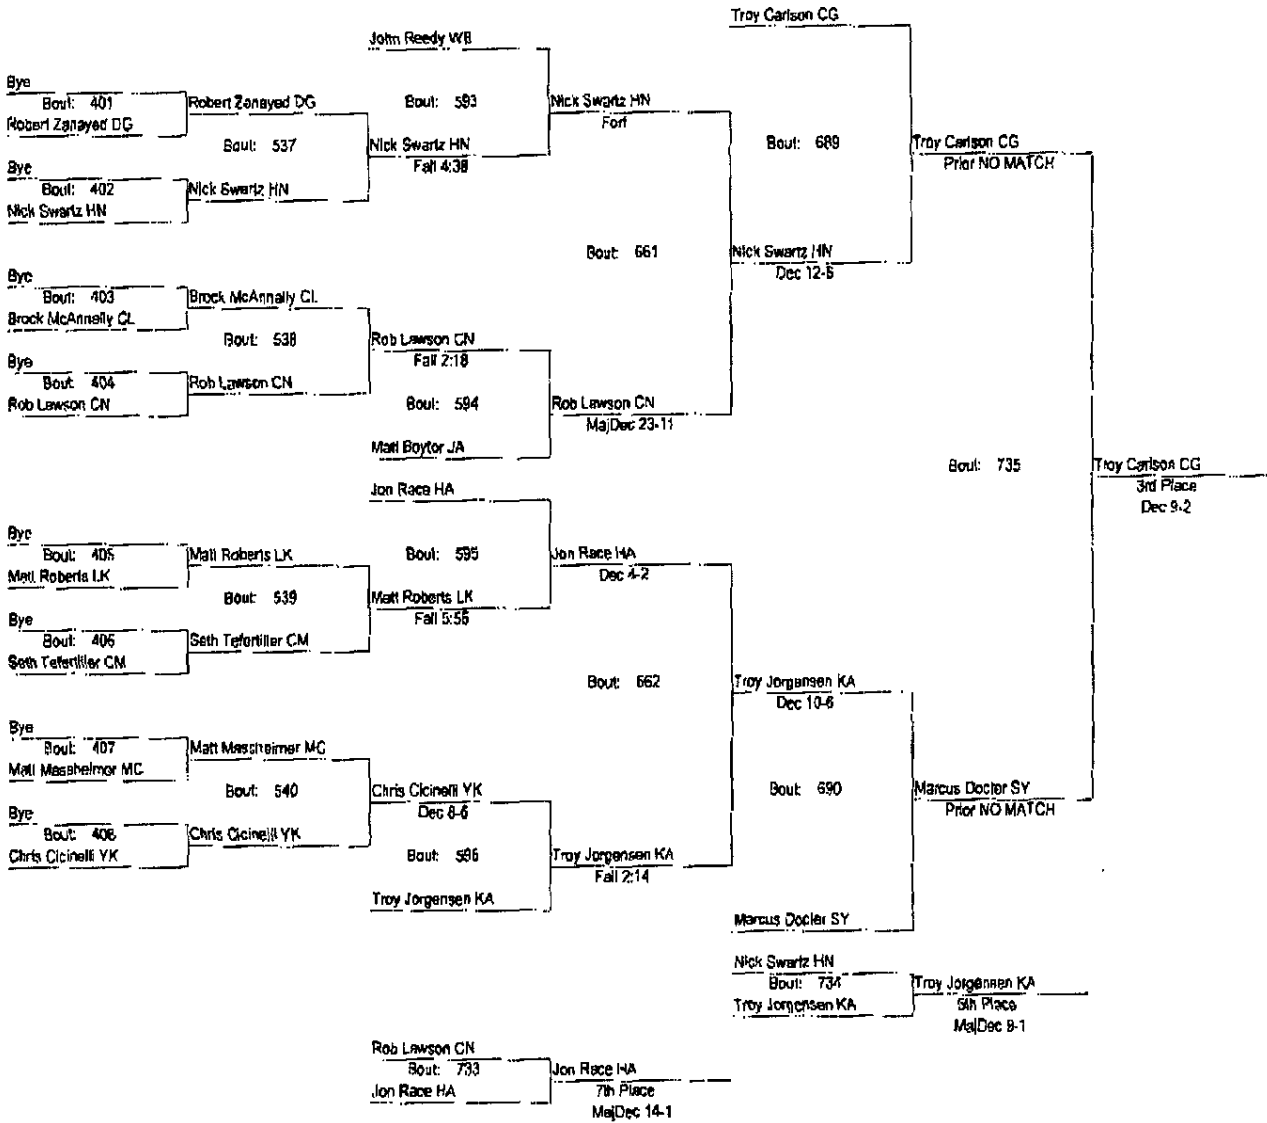 Troy Carlson CG
John Reedy WB
Bye
Bout: 401
Robert Zanayed DG
Robert Zanayed DG
Bout: 593
Nick Swartz HN
Forf
Bout: 537
Nick Swartz HN
Fall 4:38
Bout: 689
Troy Carlson CG
Prior NO MATCH
Bye
Bout: 402
Nick Swartz HN
Nick Swartz HN
Bout: 661
Nick Swartz HN
Dec 12-6
Bye
Bout: 403
Brock McAnnally CL
Brock McAnnally CL
Bout: 538
Rob Lawson CN
Fall 2:18
Bye
Bout: 404
Rob Lawson CN
Rob Lawson CN
Bout: 594
Rob Lawson CN
MajDec 23-11
Matt Boytor JA
Bout: 735
Troy Carlson CG
3rd Place
Dec 9-2
Jon Race HA
Bye
Bout: 405
Matt Roberts LK
Matt Roberts LK
Bout: 595
Jon Race HA
Dec 4-2
Bout: 539
Matt Roberts LK
Fall 5:55
Bye
Bout: 406
Seth Tefertiller CM
Seth Tefertiller CM
Bout: 662
Troy Jorgensen KA
Dec 10-6
Bye
Bout: 407
Matt Messheimer MC
Matt Messheimer MC
Bout: 540
Chris Cicinelli YK
Dec 8-6
Bout: 690
Marcus Docter SY
Prior NO MATCH
Bye
Bout: 408
Chris Cicinelli YK
Chris Cicinelli YK
Bout: 596
Troy Jorgensen KA
Fall 2:14
Troy Jorgensen KA
Marcus Docter SY
Nick Swartz HN
Bout: 734
Troy Jorgensen KA
Troy Jorgensen KA
5th Place
MajDec 9-1
Rob Lawson CN
Bout: 733
Jon Race HA
Jon Race HA
7th Place
MajDec 14-1